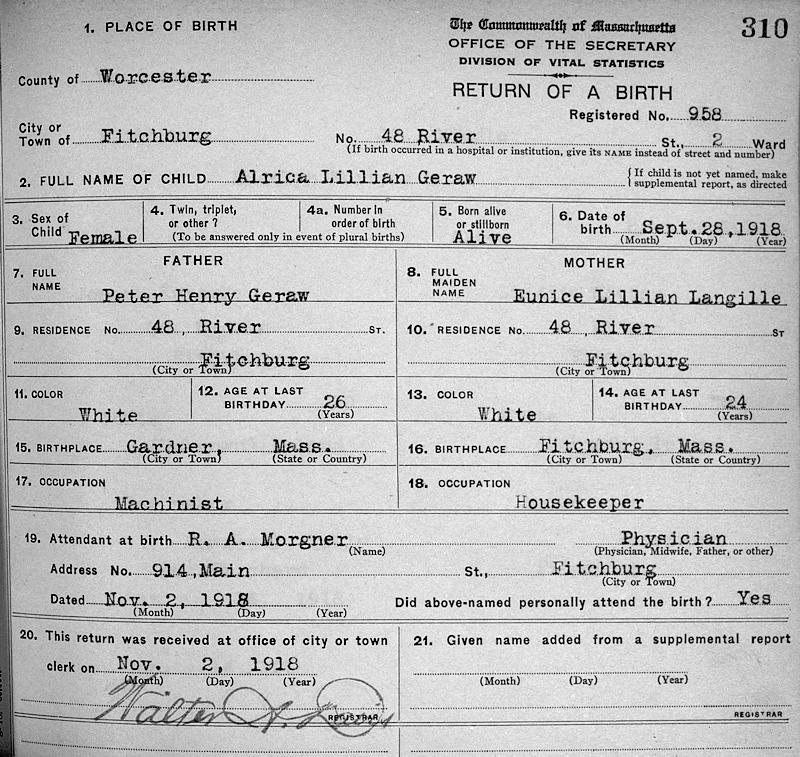 1. PLACE OF BIRTH
The Commonwealth of Massachusetts
310
OFFICE OF THE SECRETARY
DIVISION OF VITAL STATISTICS
County of Worcester
RETURN OF A BIRTH
Registered No. 958
City or Town of Fitchburg No. 48 River St., 2 Ward
(If birth occurred in a hospital or institution, give its NAME instead of street and number)
2. FULL NAME OF CHILD Alrica Lillian Geraw { If child is not yet named, make supplemental report, as directed
3. Sex of Child Female
4. Twin, triplet, or other ?
4a. Number in order of birth
(To be answered only in event of plural births)
5. Born alive or stillborn Alive
6. Date of birth Sept. 28, 1918
(Month) (Day) (Year)
FATHER
MOTHER
7. FULL NAME Peter Henry Geraw
8. FULL MAIDEN NAME Eunice Lillian Langille
9. RESIDENCE No. 48, River ST.
10. RESIDENCE No. 48, River ST
Fitchburg
(City or Town)
Fitchburg
(City or Town)
11. COLOR White
12. AGE AT LAST BIRTHDAY 26
(Years)
13. COLOR White
14. AGE AT LAST BIRTHDAY 24
(Years)
15. BIRTHPLACE Gardner, Mass.
(City or Town) (State or Country)
16. BIRTHPLACE Fitchburg, Mass.
(City or Town) (State or Country)
17. OCCUPATION
Machinist
18. OCCUPATION
Housekeeper
19. Attendant at birth R. A. Morgner Physician
(Name) (Physician, Midwife, Father, or other)
Address No. 914, Main St., Fitchburg
(City or Town)
Dated Nov. 2, 1918 Did above-named personally attend the birth ? Yes
(Month) (Day) (Year)
20. This return was received at office of city or town
clerk on Nov. 2, 1918
(Month) (Day) (Year)
Walter A. Davis
REGISTRAR
21. Given name added from a supplemental report
(Month) (Day) (Year)
REGISTRAR